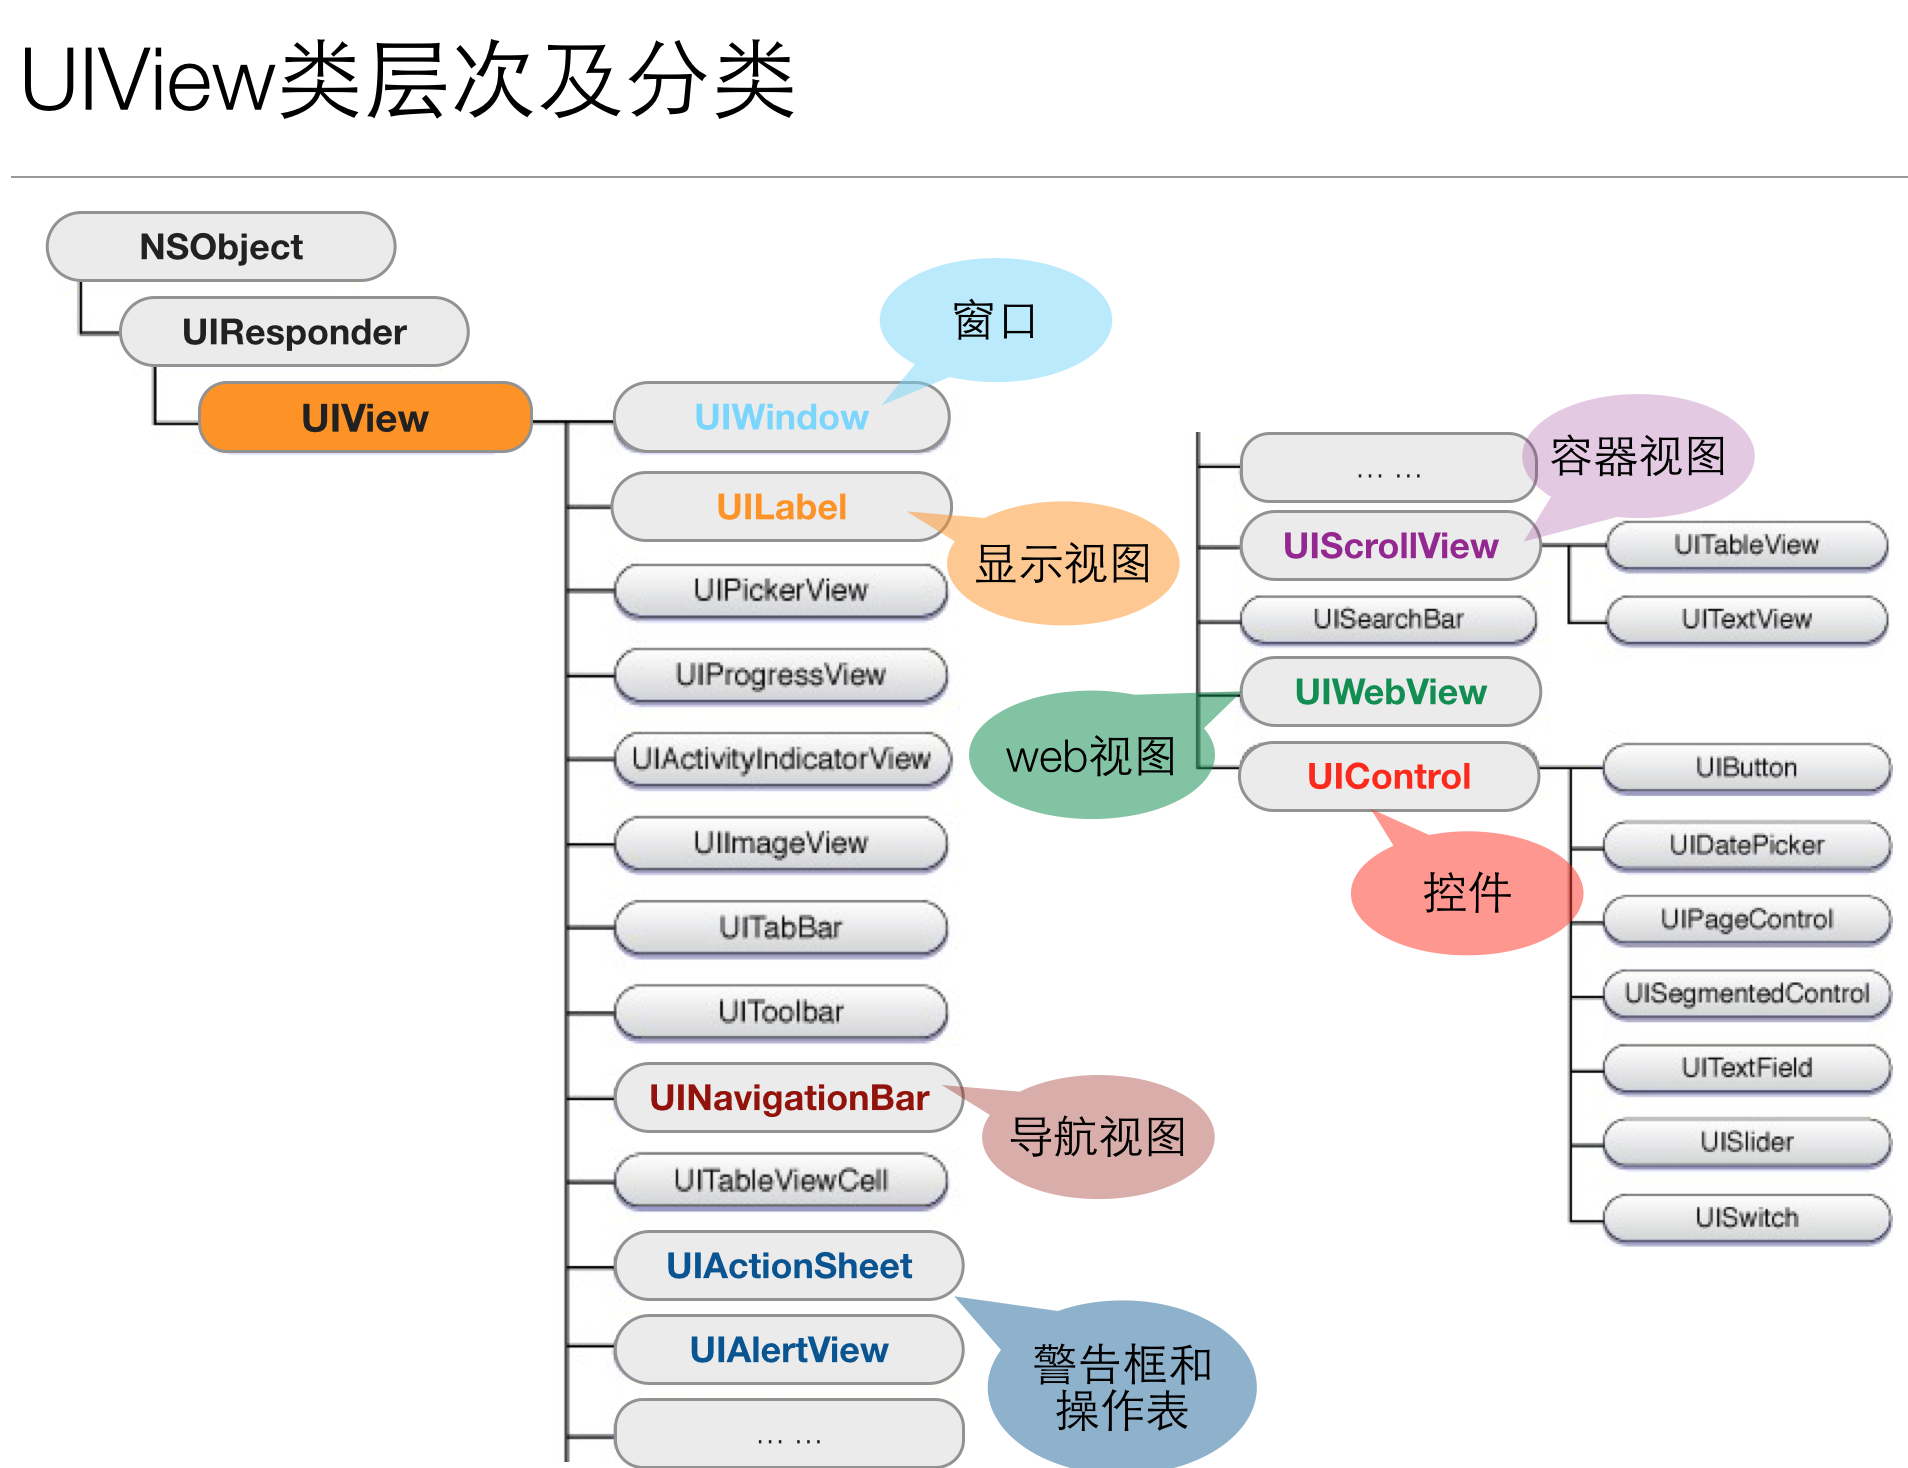 UIView类层次及分类
NSObject
UIResponder
UIView
窗口
UIWindow
UILabel
显示视图
UIPickerView
UIProgressView
UIActivityIndicatorView
UIImageView
UITabBar
UIToolbar
UINavigationBar
导航视图
UITableViewCell
UIActionSheet
UIAlertView
警告框和
操作表
... ...
... ...
容器视图
UIScrollView
UITableView
UITextView
UISearchBar
UIWebView
web视图
UIControl
控件
UIButton
UIDatePicker
UIPageControl
UISegmentedControl
UITextField
UISlider
UISwitch